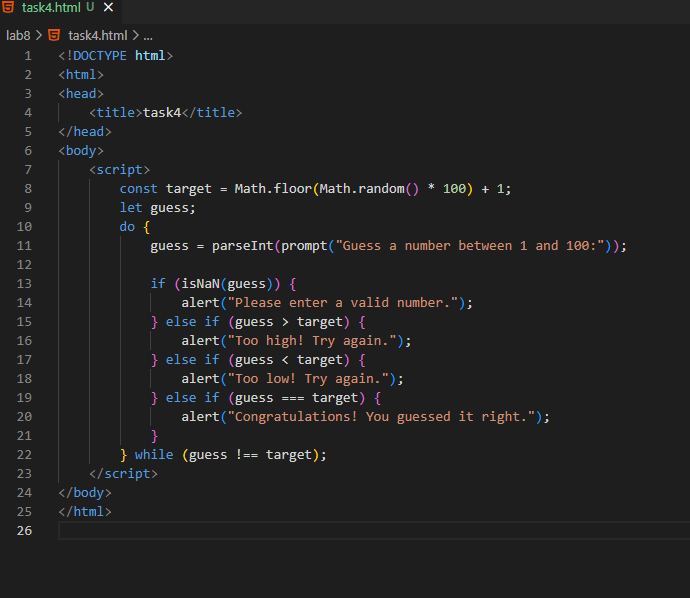 task4.html U
lab8 > task4.html > ...
1 <!DOCTYPE html>
2 <html>
3 <head>
4     <title>task4</title>
5 </head>
6 <body>
7     <script>
8         const target = Math.floor(Math.random() * 100) + 1;
9         let guess;
10         do {
11             guess = parseInt(prompt("Guess a number between 1 and 100:"));
12
13             if (isNaN(guess)) {
14                 alert("Please enter a valid number.");
15             } else if (guess > target) {
16                 alert("Too high! Try again.");
17             } else if (guess < target) {
18                 alert("Too low! Try again.");
19             } else if (guess === target) {
20                 alert("Congratulations! You guessed it right.");
21             }
22         } while (guess !== target);
23     </script>
24 </body>
25 </html>
26